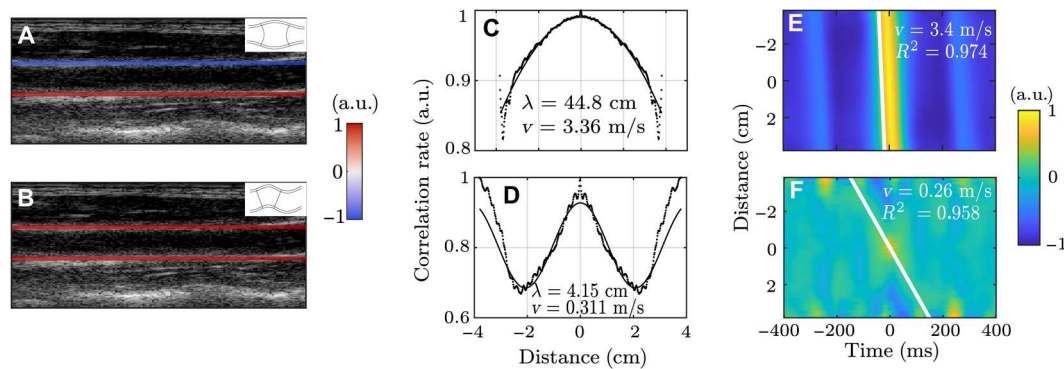 A
B
(a.u.)
1
0
−1
C
Correlation rate (a.u.)
1
0.9
0.8
λ = 44.8 cm
v = 3.36 m/s
D
1
0.8
0.6
λ = 4.15 cm
v = 0.311 m/s
−4 −2 0 2 4
Distance (cm)
E
v = 3.4 m/s
R² = 0.974
−2
0
2
Distance (cm)
F
v = 0.26 m/s
R² = 0.958
−2
0
2
−400 −200 0 200 400
Time (ms)
(a.u.)
1
0
−1